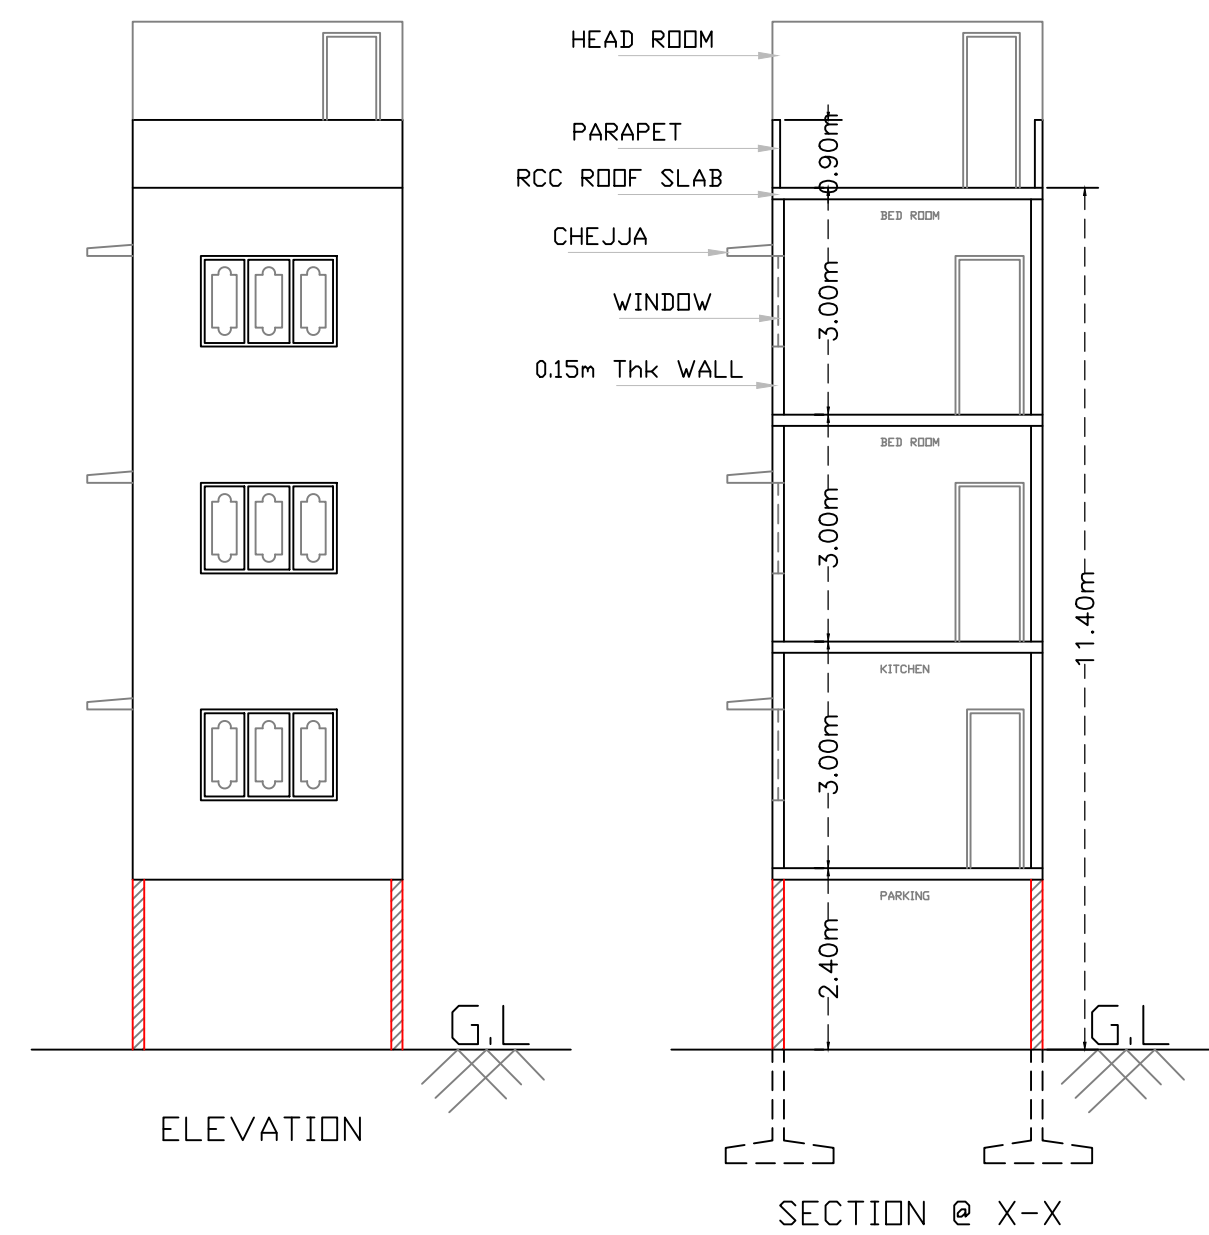 HEAD ROOM
PARAPET
0.90m
RCC ROOF SLAB
BED ROOM
CHEJJA
WINDOW
3.00m
0.15m Thk WALL
BED ROOM
3.00m
11.40m
KITCHEN
3.00m
PARKING
2.40m
G.L
G.L
ELEVATION
SECTION @ X-X